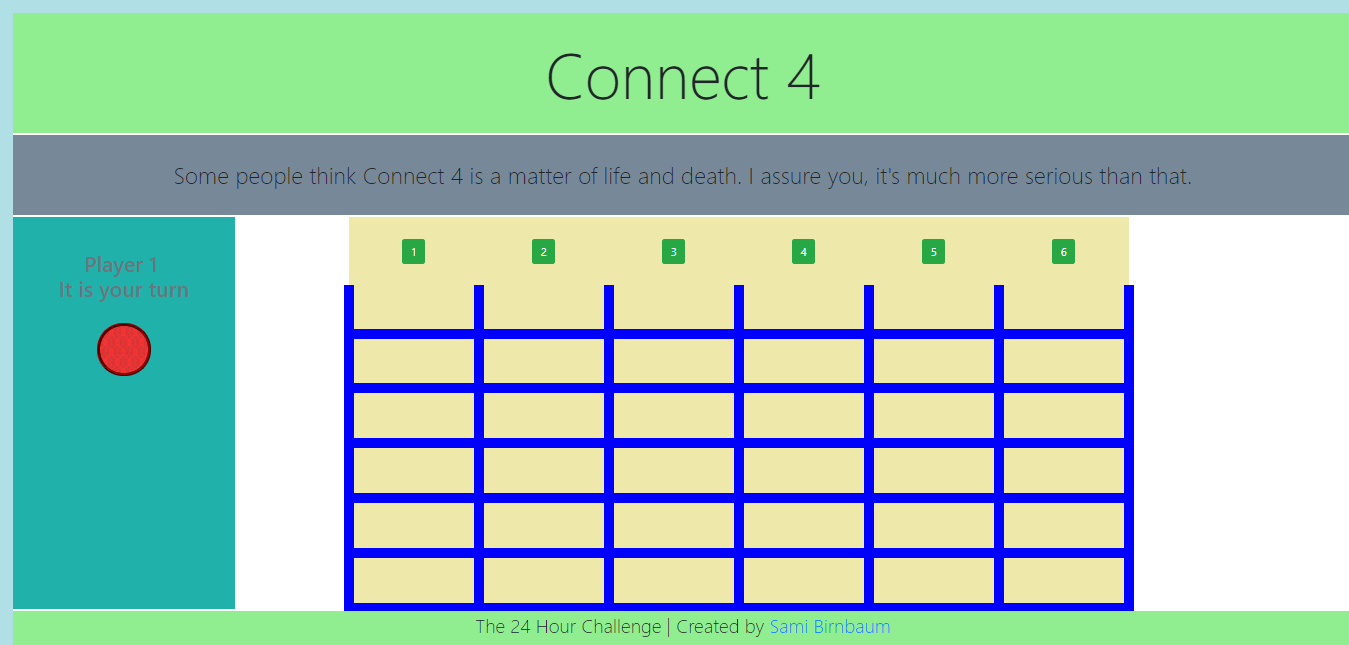 Connect 4
Some people think Connect 4 is a matter of life and death. I assure you, it's much more serious than that.
Player 1
It is your turn
1 2 3 4 5 6
The 24 Hour Challenge | Created by Sami Birnbaum